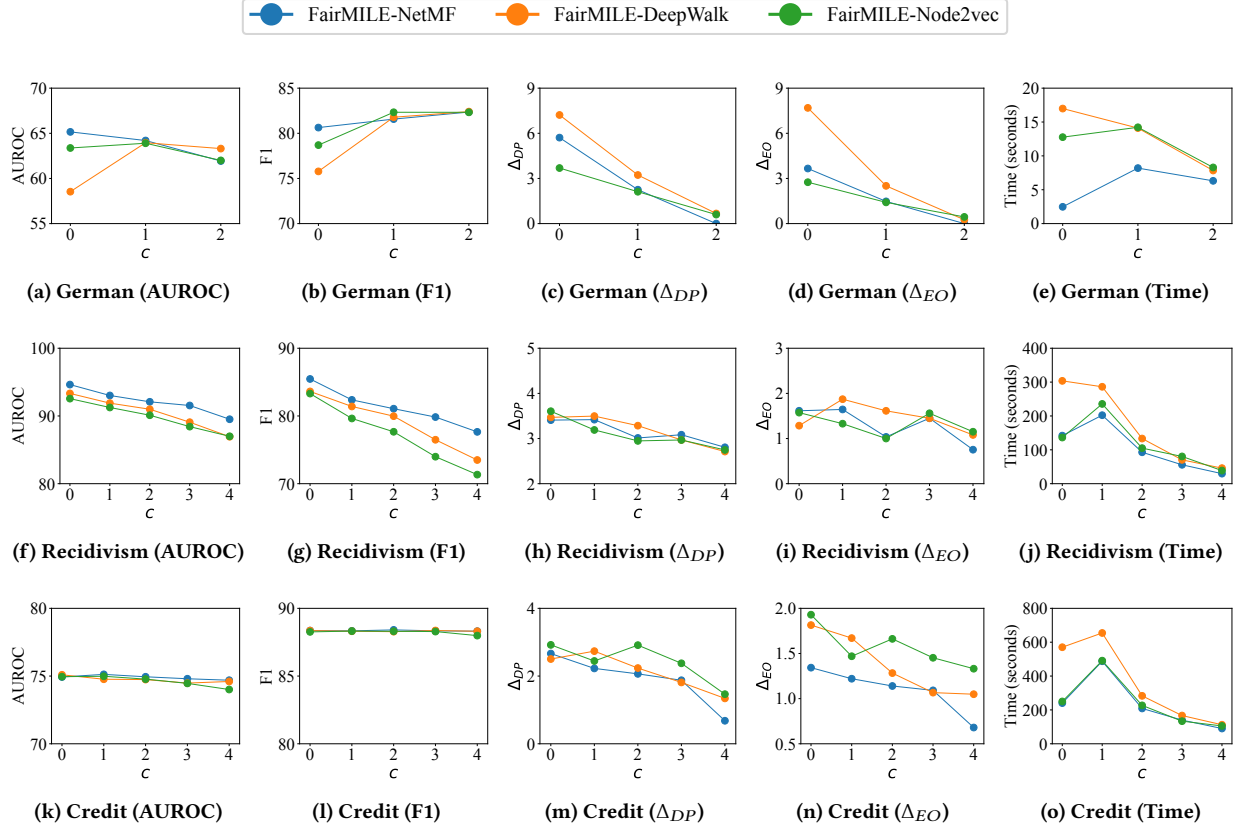 FairMILE-NetMF FairMILE-DeepWalk FairMILE-Node2vec
70 65 60 55 AUROC 0 1 2 c
85 80 75 70 F1 0 1 2 c
9 6 3 0 Δ_DP 0 1 2 c
9 6 3 0 Δ_EO 0 1 2 c
20 15 10 5 0 Time (seconds) 0 1 2 c
(a) German (AUROC) (b) German (F1) (c) German (Δ_DP) (d) German (Δ_EO) (e) German (Time)
100 90 80 AUROC 0 1 2 3 4 c
90 80 70 F1 0 1 2 3 4 c
5 4 3 2 Δ_DP 0 1 2 3 4 c
3 2 1 0 Δ_EO 0 1 2 3 4 c
400 300 200 100 0 Time (seconds) 0 1 2 3 4 c
(f) Recidivism (AUROC) (g) Recidivism (F1) (h) Recidivism (Δ_DP) (i) Recidivism (Δ_EO) (j) Recidivism (Time)
80 75 70 AUROC 0 1 2 3 4 c
90 85 80 F1 0 1 2 3 4 c
4 2 0 Δ_DP 0 1 2 3 4 c
2.0 1.5 1.0 0.5 Δ_EO 0 1 2 3 4 c
800 600 400 200 0 Time (seconds) 0 1 2 3 4 c
(k) Credit (AUROC) (l) Credit (F1) (m) Credit (Δ_DP) (n) Credit (Δ_EO) (o) Credit (Time)